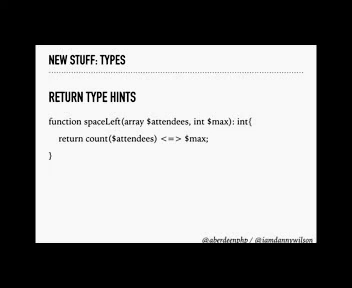 NEW STUFF: TYPES
RETURN TYPE HINTS
function spaceLeft(array $attendees, int $max): int{
return count($attendees) <=> $max;
}
@aberdeenphp / @iamdannywilson